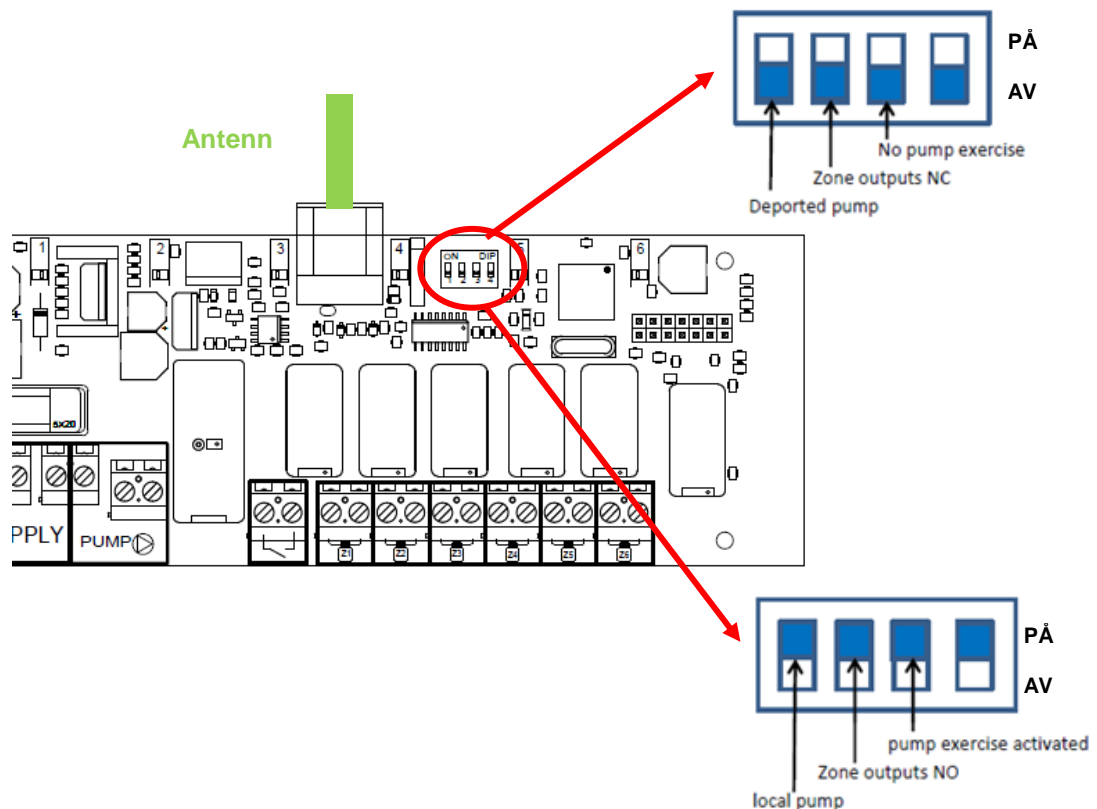 PÅ
AV
No pump exercise
Zone outputs NC
Deported pump
Antenn
1
2
3
4
5
6
ON DIP
1 2 3 4
5X20
PPLY
PUMP
Z1
Z2
Z3
Z4
Z5
Z6
PÅ
AV
pump exercise activated
Zone outputs NO
local pump